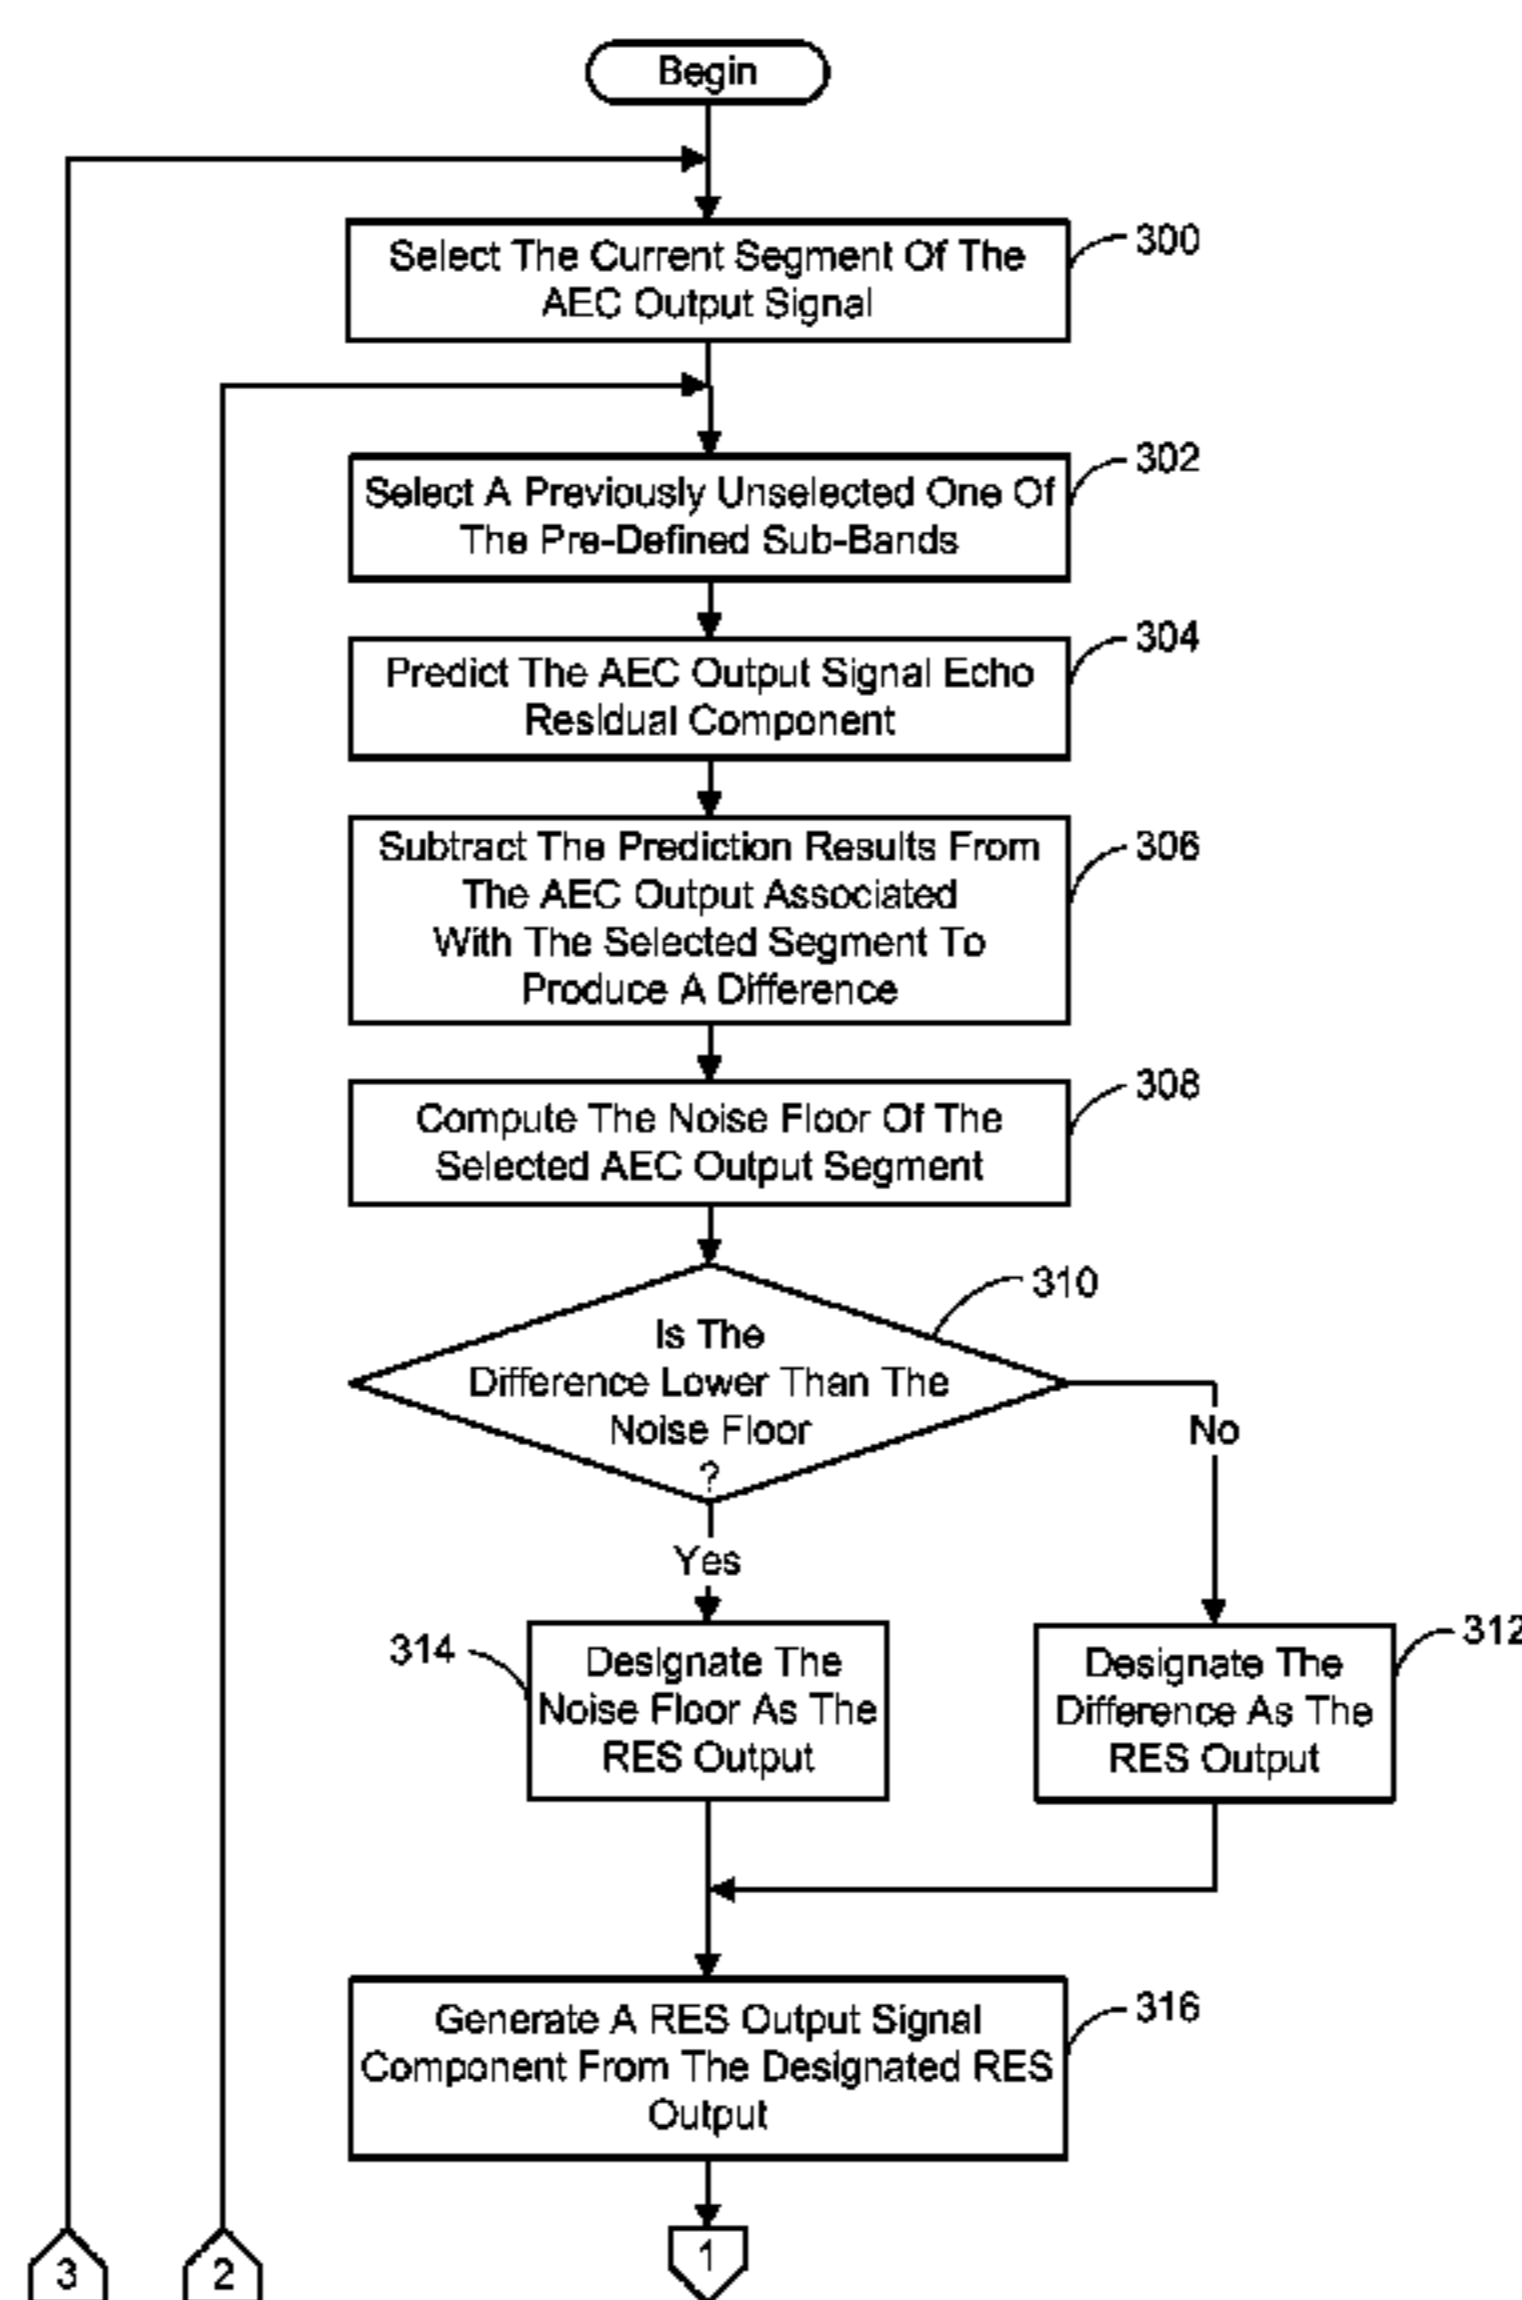 Begin
300
Select The Current Segment Of The
AEC Output Signal
302
Select A Previously Unselected One Of
The Pre-Defined Sub-Bands
304
Predict The AEC Output Signal Echo
Residual Component
306
Subtract The Prediction Results From
The AEC Output Associated
With The Selected Segment To
Produce A Difference
308
Compute The Noise Floor Of The
Selected AEC Output Segment
310
Is The
Difference Lower Than The
Noise Floor
?
No
Yes
314
Designate The
Noise Floor As The
RES Output
312
Designate The
Difference As The
RES Output
316
Generate A RES Output Signal
Component From The Designated RES
Output
3
2
1